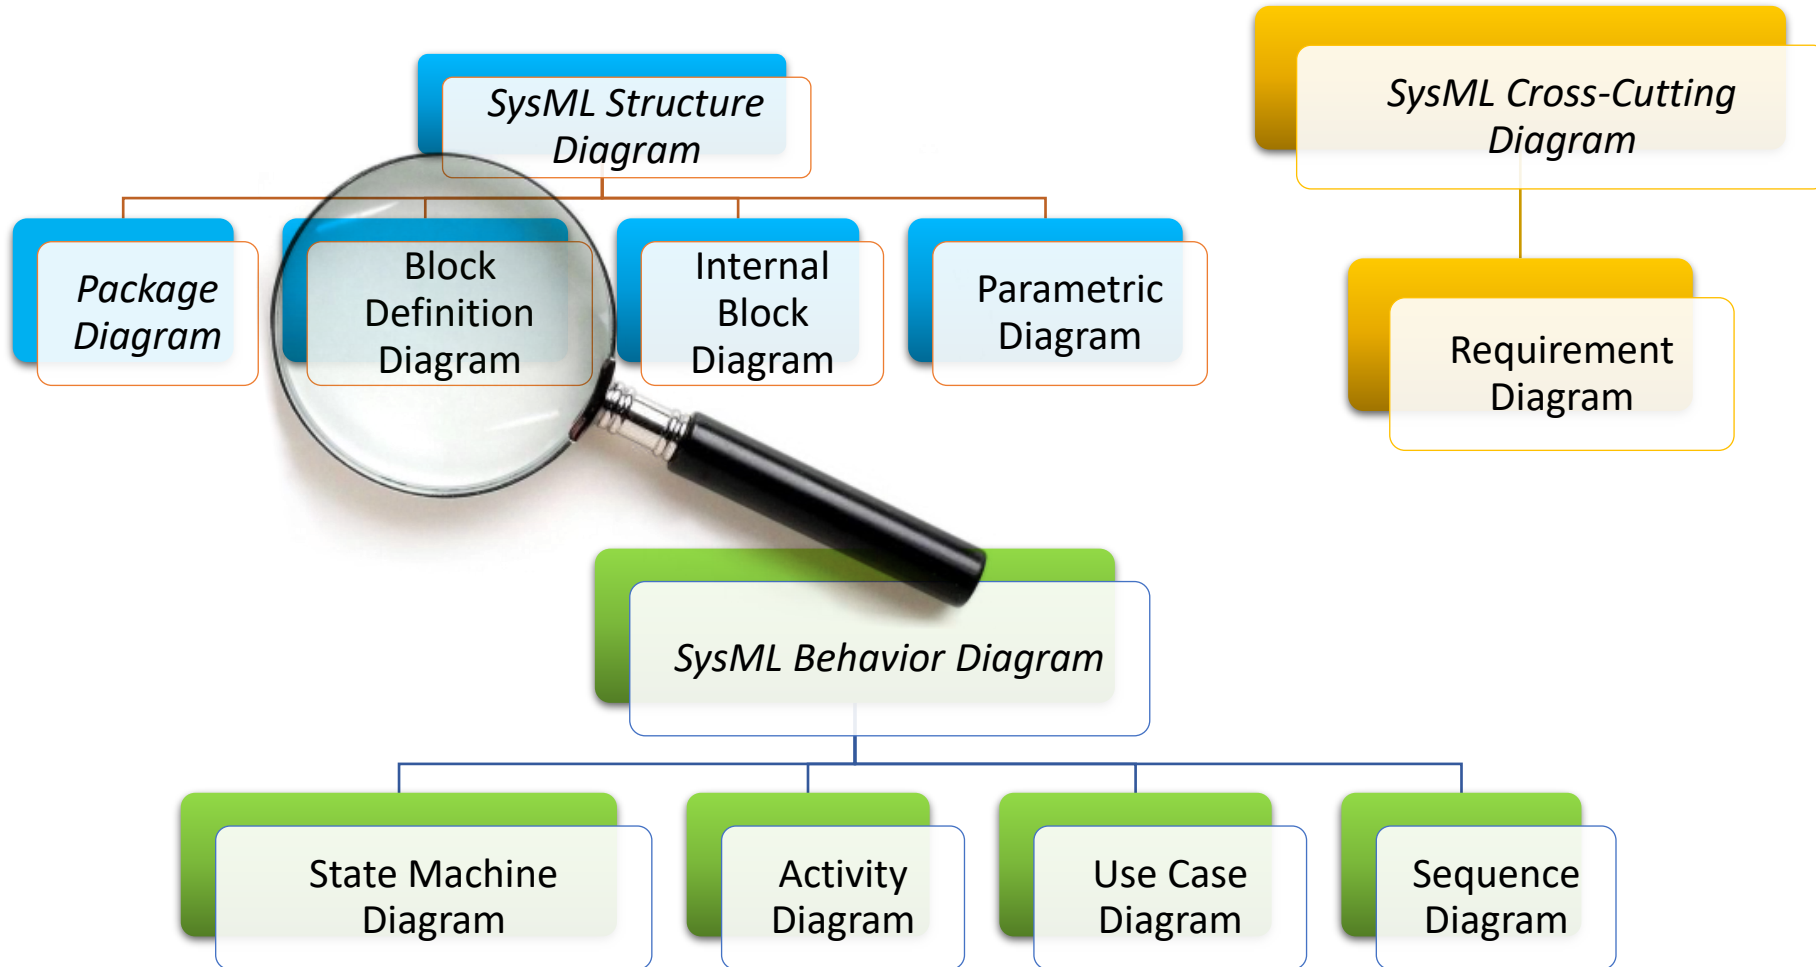 SysML Structure
Diagram
SysML Cross-Cutting
Diagram
Package
Diagram
Block
Definition
Diagram
Internal
Block
Diagram
Parametric
Diagram
Requirement
Diagram
SysML Behavior Diagram
State Machine
Diagram
Activity
Diagram
Use Case
Diagram
Sequence
Diagram